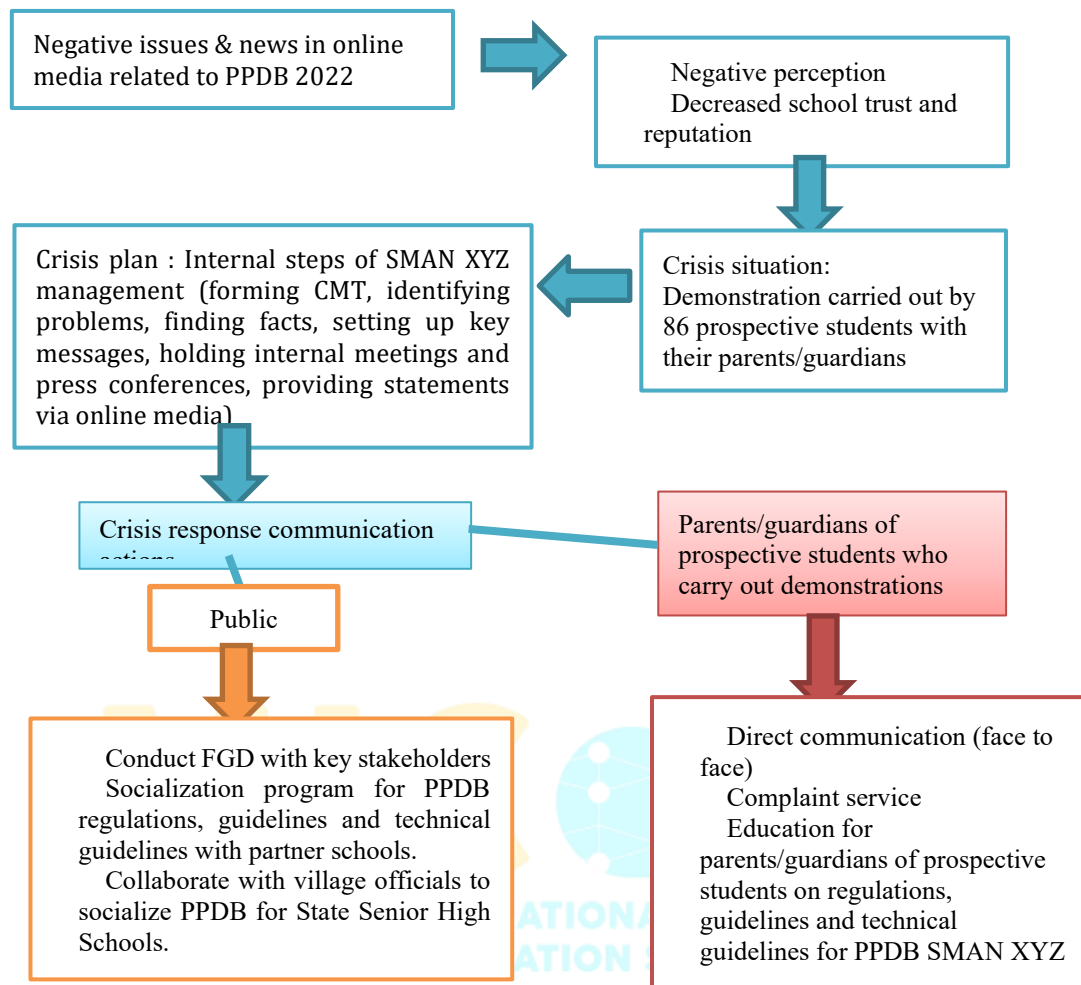 Negative issues & news in online
media related to PPDB 2022
Negative perception
Decreased school trust and
reputation
Crisis situation:
Demonstration carried out by
86 prospective students with
their parents/guardians
Crisis plan : Internal steps of SMAN XYZ
management (forming CMT, identifying
problems, finding facts, setting up key
messages, holding internal meetings and
press conferences, providing statements
via online media)
Crisis response communication
Parents/guardians of
prospective students who
carry out demonstrations
Public
Conduct FGD with key stakeholders
Socialization program for PPDB
regulations, guidelines and technical
guidelines with partner schools.
Collaborate with village officials to
socialize PPDB for State Senior High
Schools.
Direct communication (face to
face)
Complaint service
Education for
parents/guardians of prospective
students on regulations,
guidelines and technical
guidelines for PPDB SMAN XYZ